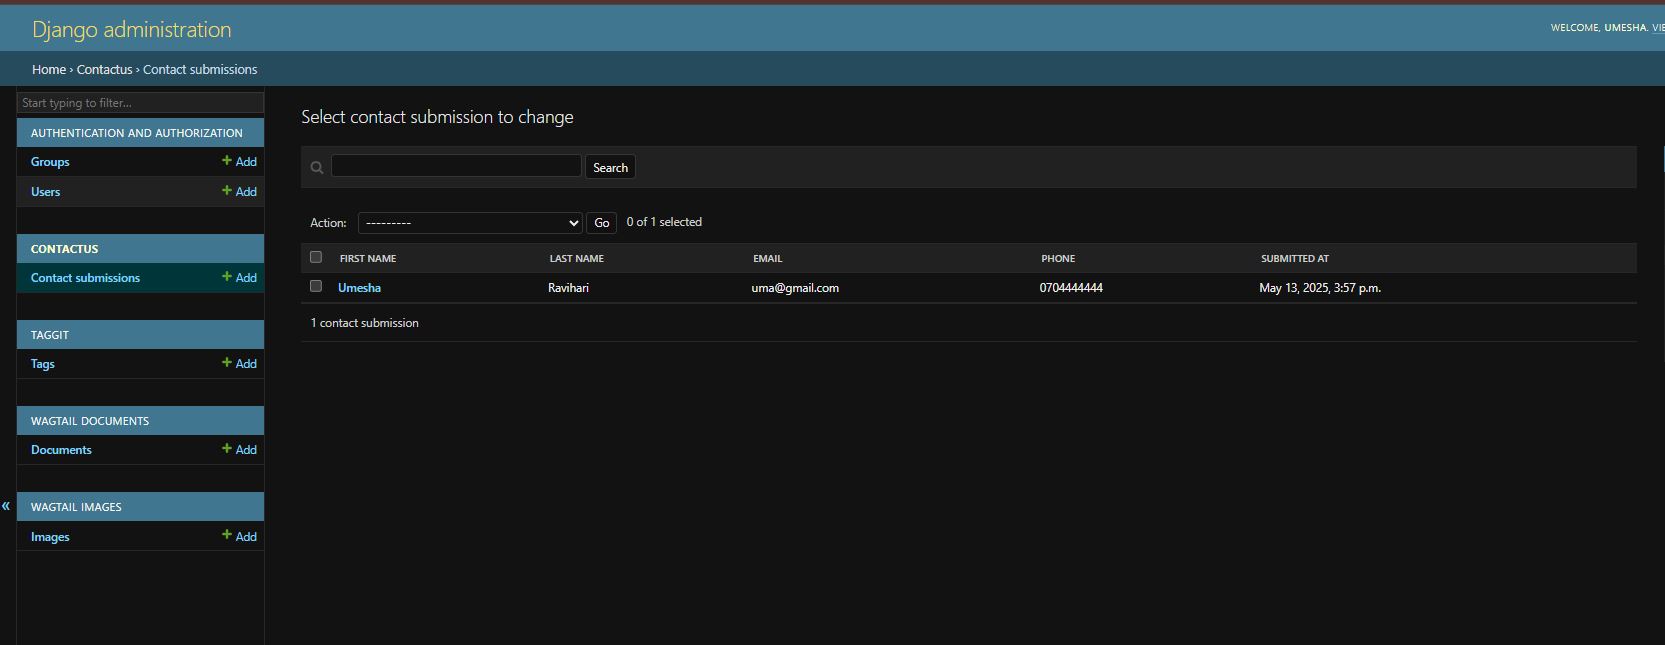 Django administration
WELCOME, UMESHA.
Home › Contactus › Contact submissions
Start typing to filter...
AUTHENTICATION AND AUTHORIZATION
Groups + Add
Users + Add
CONTACTUS
Contact submissions + Add
TAGGIT
Tags + Add
WAGTAIL DOCUMENTS
Documents + Add
«
WAGTAIL IMAGES
Images + Add
Select contact submission to change
Search
Action: --------- Go 0 of 1 selected
FIRST NAME LAST NAME EMAIL PHONE SUBMITTED AT
Umesha Ravihari uma@gmail.com 0704444444 May 13, 2025, 3:57 p.m.
1 contact submission